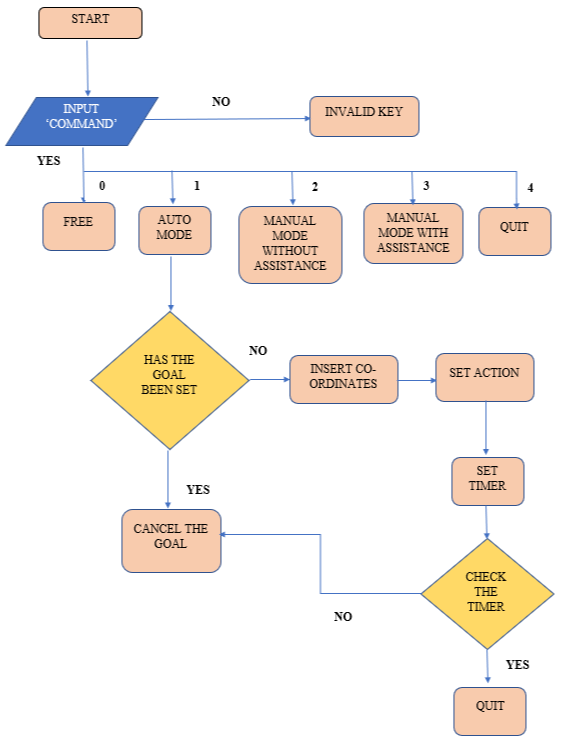 START
INPUT
‘COMMAND’
NO
INVALID KEY
YES
0
1
2
3
4
FREE
AUTO
MODE
MANUAL
MODE
WITHOUT
ASSISTANCE
MANUAL
MODE WITH
ASSISTANCE
QUIT
HAS THE
GOAL
BEEN SET
NO
INSERT CO-
ORDINATES
SET ACTION
SET
TIMER
YES
CANCEL THE
GOAL
CHECK
THE
TIMER
NO
YES
QUIT